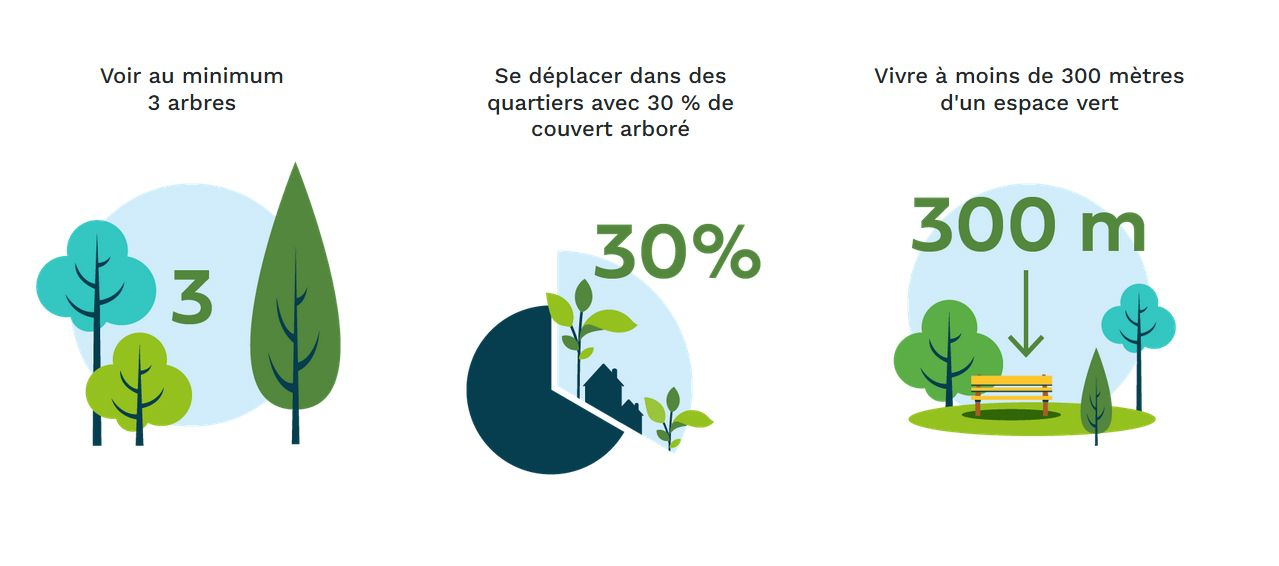 Voir au minimum
3 arbres
3
Se déplacer dans des
quartiers avec 30 % de
couvert arboré
30%
Vivre à moins de 300 mètres
d'un espace vert
300 m